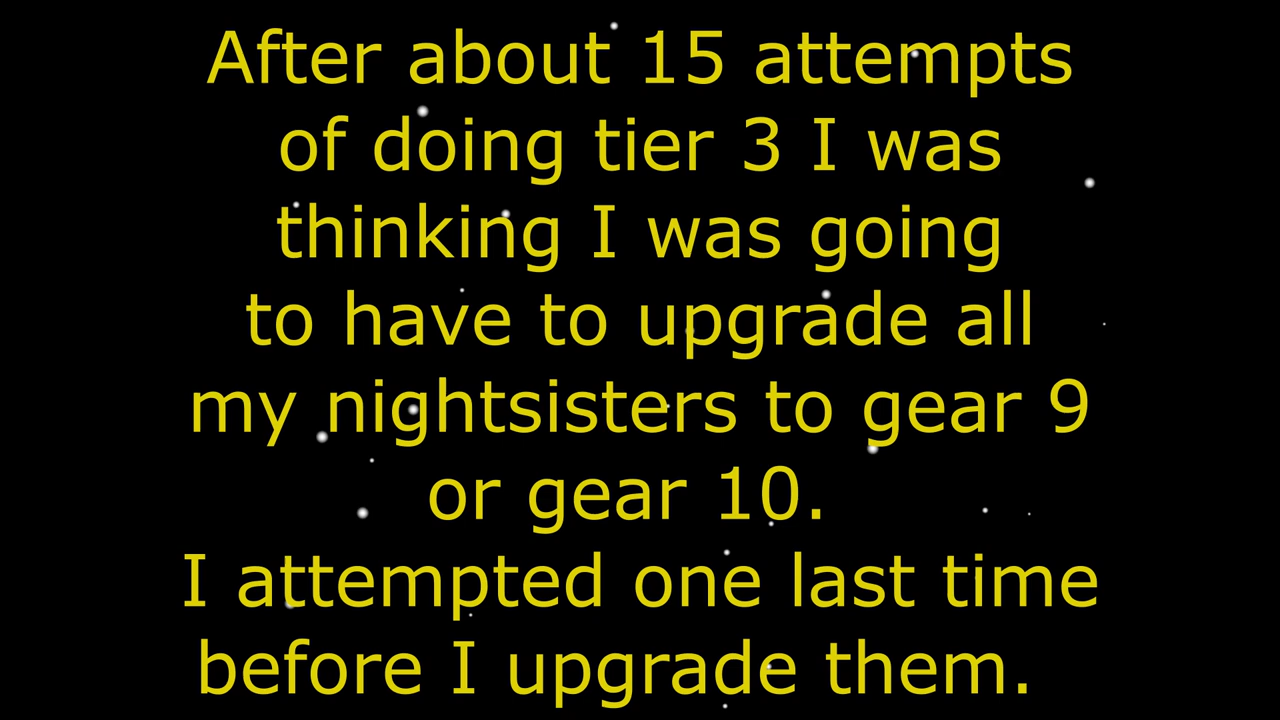 After about 15 attempts
of doing tier 3 I was
thinking I was going
to have to upgrade all
my nightsisters to gear 9
or gear 10.
I attempted one last time
before I upgrade them.